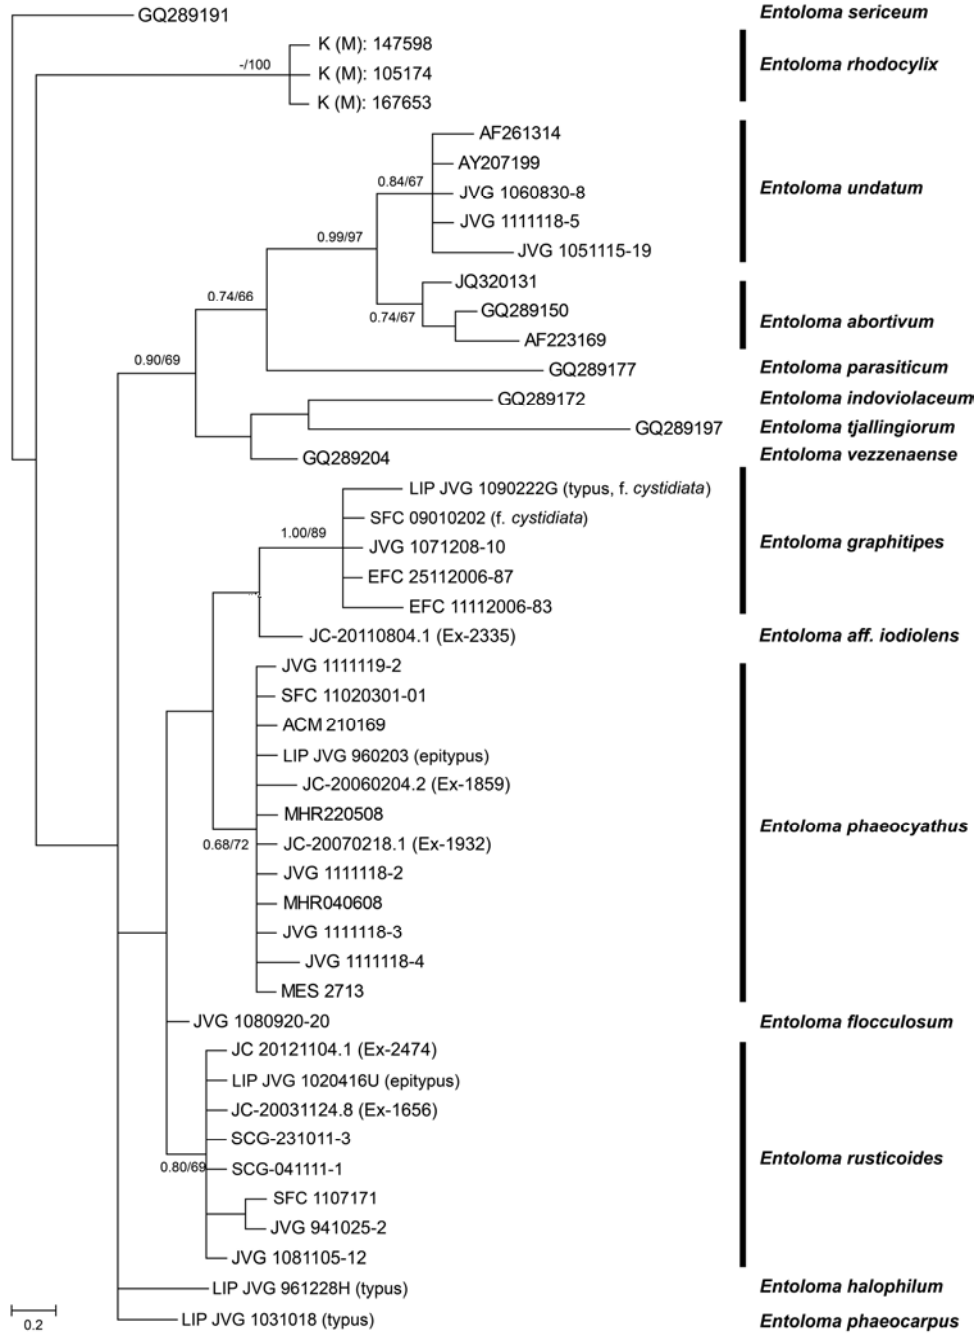 GQ289191 Entoloma sericeum
K (M): 147598
-/100 K (M): 105174 Entoloma rhodocylix
K (M): 167653
AF261314
AY207199
0.84/67 JVG 1060830-8 Entoloma undatum
JVG 1111118-5
0.99/97 JVG 1051115-19
JQ320131
0.74/66 GQ289150
0.74/67 Entoloma abortivum
AF223169
0.90/69 GQ289177 Entoloma parasiticum
GQ289172 Entoloma indoviolaceum
GQ289197 Entoloma tjallingiorum
GQ289204 Entoloma vezzenaense
LIP JVG 1090222G (typus, f. cystidiata)
SFC 09010202 (f. cystidiata)
1.00/89 JVG 1071208-10 Entoloma graphitipes
EFC 25112006-87
EFC 11112006-83
JC-20110804.1 (Ex-2335) Entoloma aff. iodiolens
JVG 1111119-2
SFC 11020301-01
ACM 210169
LIP JVG 960203 (epitypus)
JC-20060204.2 (Ex-1859)
MHR220508 Entoloma phaeocyathus
0.68/72 JC-20070218.1 (Ex-1932)
JVG 1111118-2
MHR040608
JVG 1111118-3
JVG 1111118-4
MES 2713
JVG 1080920-20 Entoloma flocculosum
JC 20121104.1 (Ex-2474)
LIP JVG 1020416U (epitypus)
JC-20031124.8 (Ex-1656)
SCG-231011-3
0.80/69 SCG-041111-1 Entoloma rusticoides
SFC 1107171
JVG 941025-2
JVG 1081105-12
LIP JVG 961228H (typus) Entoloma halophilum
LIP JVG 1031018 (typus) Entoloma phaeocarpus
0.2